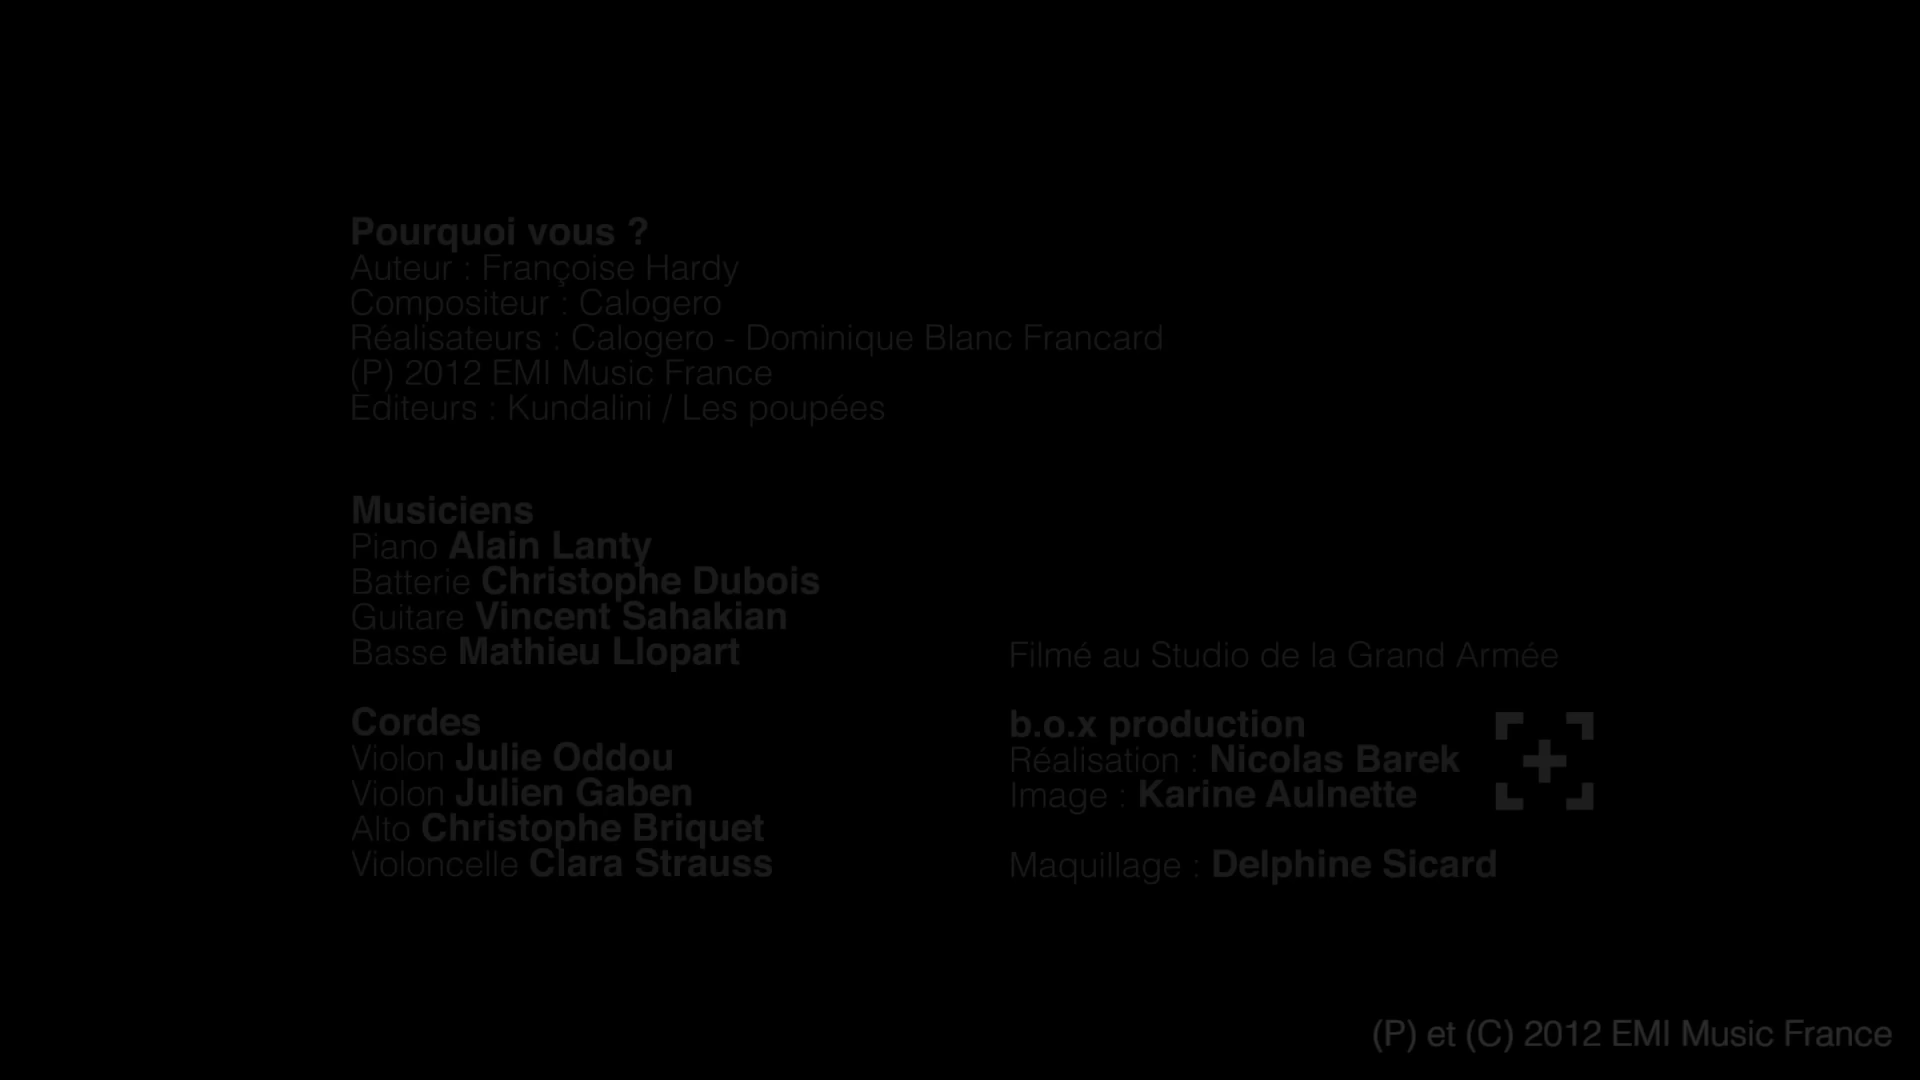 Pourquoi vous ?
Auteur : Françoise Hardy
Compositeur : Calogero
Réalisateurs : Calogero - Dominique Blanc Francard
(P) 2012 EMI Music France
Editeurs : Kundalini / Les poupées
Musiciens
Piano Alain Lanty
Batterie Christophe Dubois
Guitare Vincent Sahakian
Basse Mathieu Llopart
Cordes
Violon Julie Oddou
Violon Julien Gaben
Alto Christophe Briquet
Violoncelle Clara Strauss
Filmé au Studio de la Grand Armée
b.o.x production
Réalisation : Nicolas Barek
Image : Karine Aulnette
Maquillage : Delphine Sicard
(P) et (C) 2012 EMI Music France